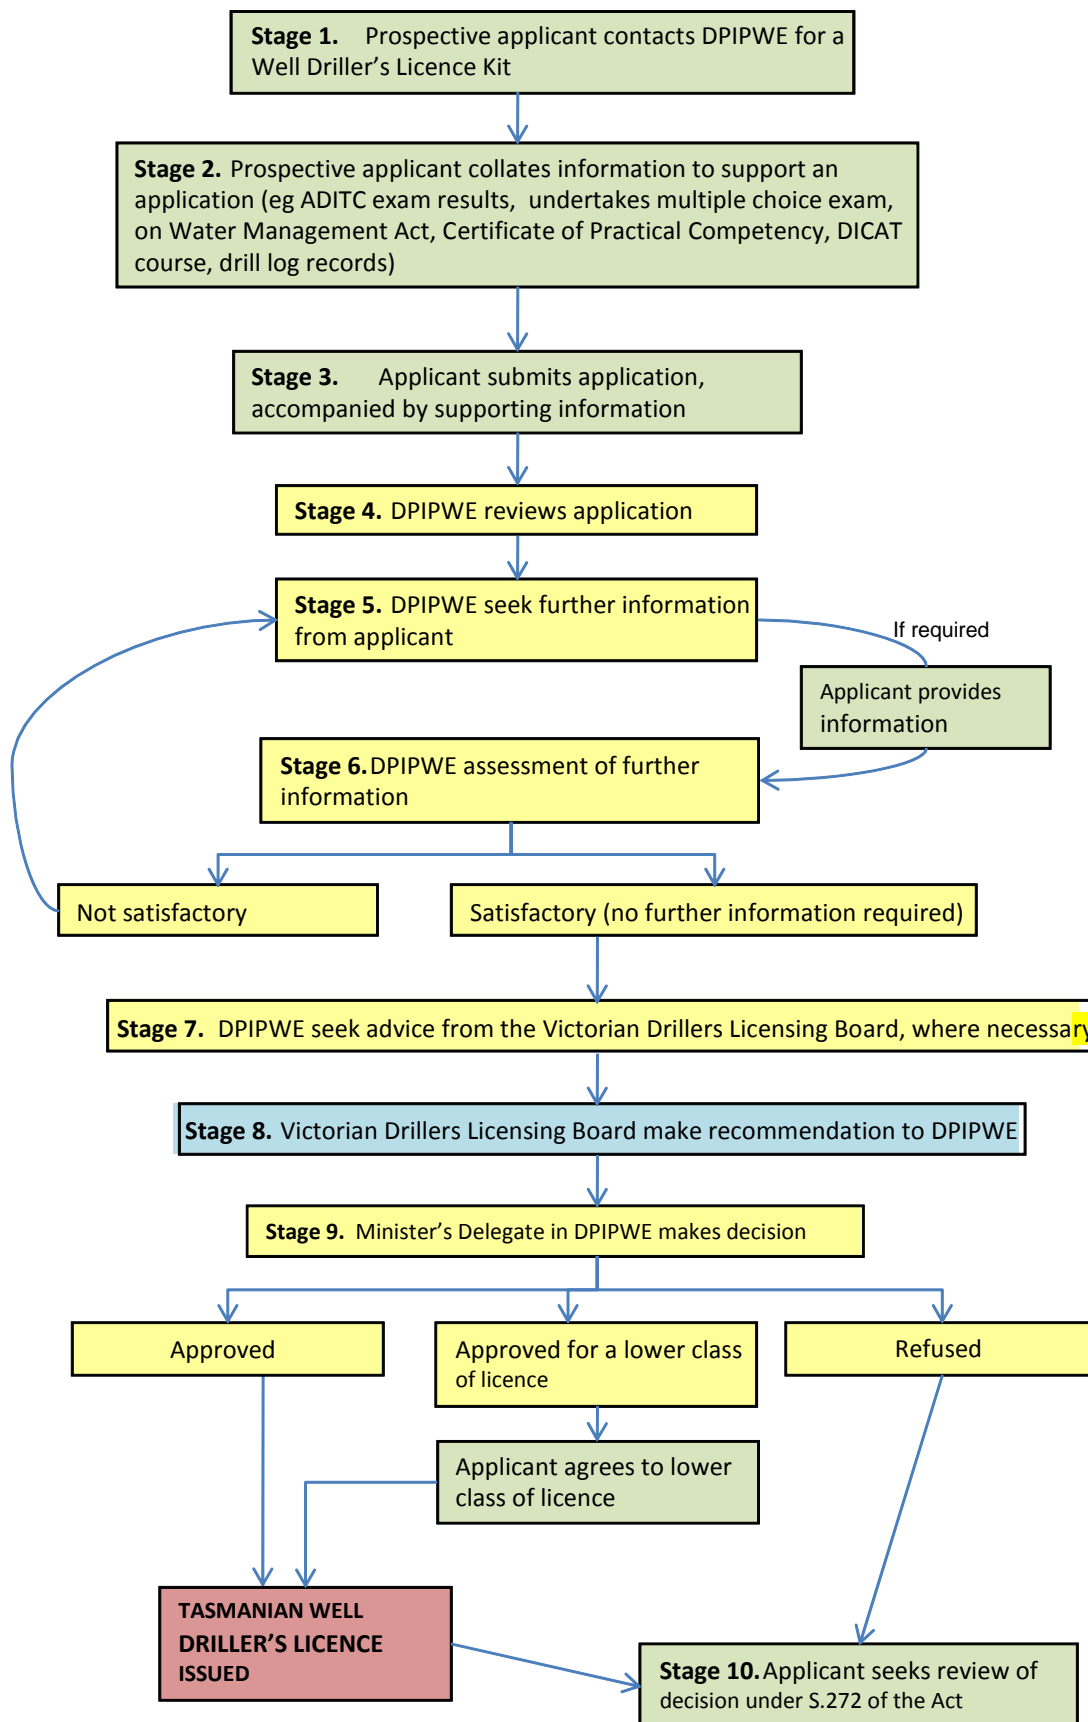 Stage 1. Prospective applicant contacts DPIPWE for a
Well Driller's Licence Kit
Stage 2. Prospective applicant collates information to support an
application (eg ADITC exam results, undertakes multiple choice exam,
on Water Management Act, Certificate of Practical Competency, DICAT
course, drill log records)
Stage 3. Applicant submits application,
accompanied by supporting information
Stage 4. DPIPWE reviews application
Stage 5. DPIPWE seek further information
from applicant
If required
Applicant provides
information
Stage 6. DPIPWE assessment of further
information
Not satisfactory
Satisfactory (no further information required)
Stage 7. DPIPWE seek advice from the Victorian Drillers Licensing Board, where necessary
Stage 8. Victorian Drillers Licensing Board make recommendation to DPIPWE
Stage 9. Minister's Delegate in DPIPWE makes decision
Approved
Approved for a lower class
of licence
Refused
Applicant agrees to lower
class of licence
TASMANIAN WELL
DRILLER'S LICENCE
ISSUED
Stage 10. Applicant seeks review of
decision under S.272 of the Act